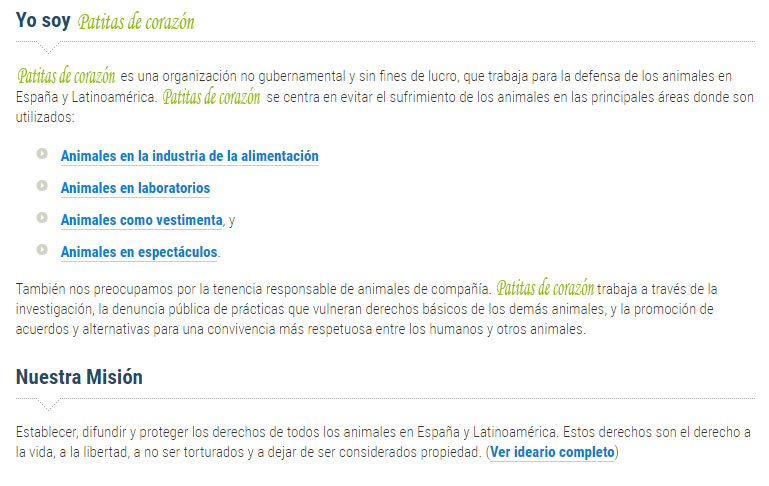 Yo soy Patitas de corazón
Patitas de corazón es una organización no gubernamental y sin fines de lucro, que trabaja para la defensa de los animales en
España y Latinoamérica. Patitas de corazón se centra en evitar el sufrimiento de los animales en las principales áreas donde son
utilizados:
Animales en la industria de la alimentación
Animales en laboratorios
Animales como vestimenta, y
Animales en espectáculos.
También nos preocupamos por la tenencia responsable de animales de compañía. Patitas de corazón trabaja a través de la
investigación, la denuncia pública de prácticas que vulneran derechos básicos de los demás animales, y la promoción de
acuerdos y alternativas para una convivencia más respetuosa entre los humanos y otros animales.
Nuestra Misión
Establecer, difundir y proteger los derechos de todos los animales en España y Latinoamérica. Estos derechos son el derecho a
la vida, a la libertad, a no ser torturados y a dejar de ser considerados propiedad. (Ver ideario completo)